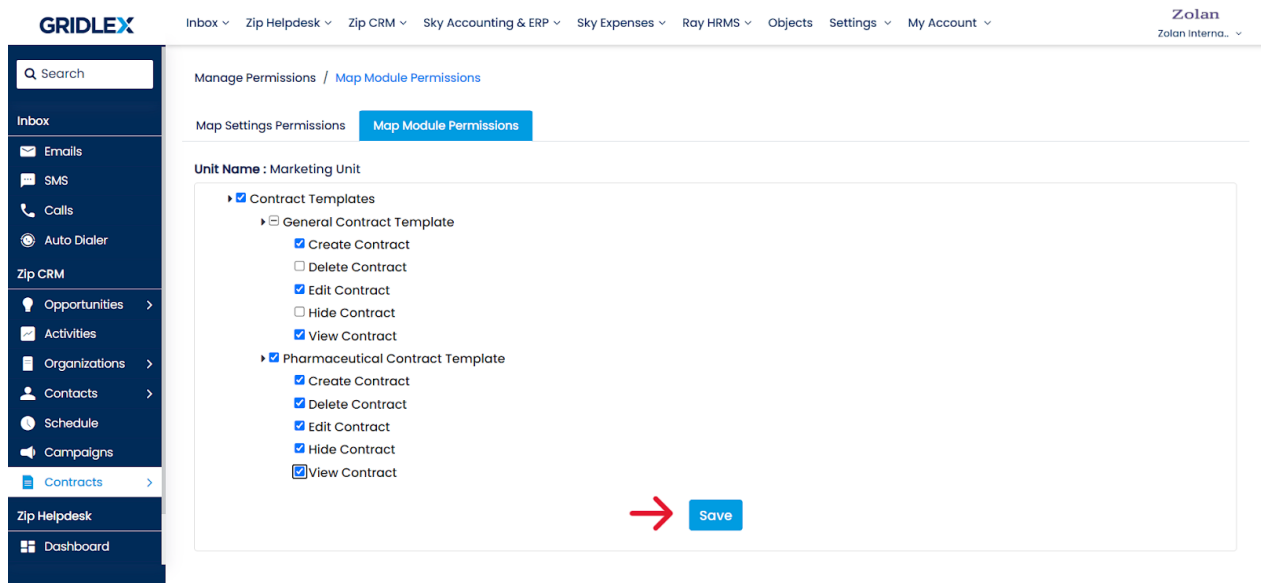 GRIDLEX
Inbox Zip Helpdesk Zip CRM Sky Accounting & ERP Sky Expenses Ray HRMS Objects Settings My Account
Zolan
Zolan Interna..
Search
Inbox
Emails
SMS
Calls
Auto Dialer
Zip CRM
Opportunities
Activities
Organizations
Contacts
Schedule
Campaigns
Contracts
Zip Helpdesk
Dashboard
Manage Permissions / Map Module Permissions
Map Settings Permissions Map Module Permissions
Unit Name : Marketing Unit
Contract Templates
General Contract Template
Create Contract
Delete Contract
Edit Contract
Hide Contract
View Contract
Pharmaceutical Contract Template
Create Contract
Delete Contract
Edit Contract
Hide Contract
View Contract
Save